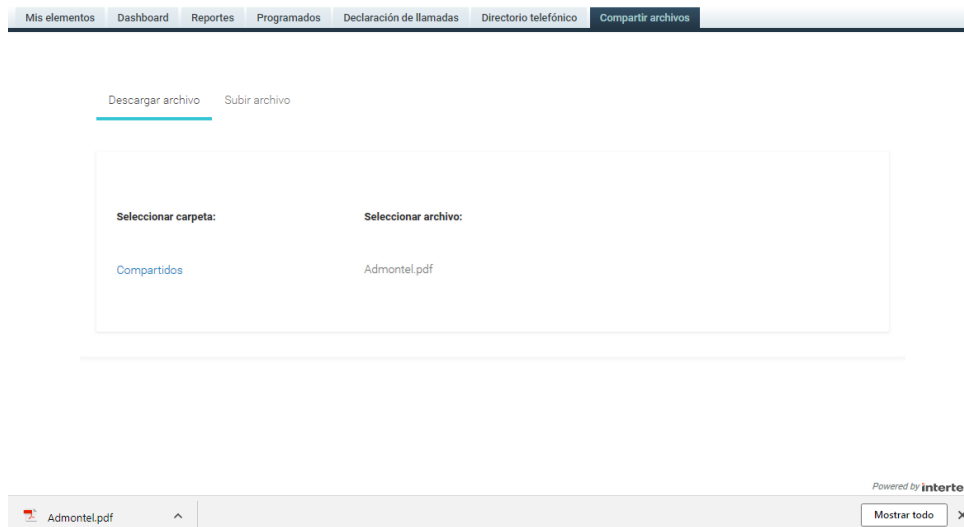 Mis elementos Dashboard Reportes Programados Declaración de llamadas Directorio telefónico Compartir archivos
Descargar archivo Subir archivo
Seleccionar carpeta: Seleccionar archivo:
Compartidos Admontel.pdf
Powered by interte
Admontel.pdf Mostrar todo